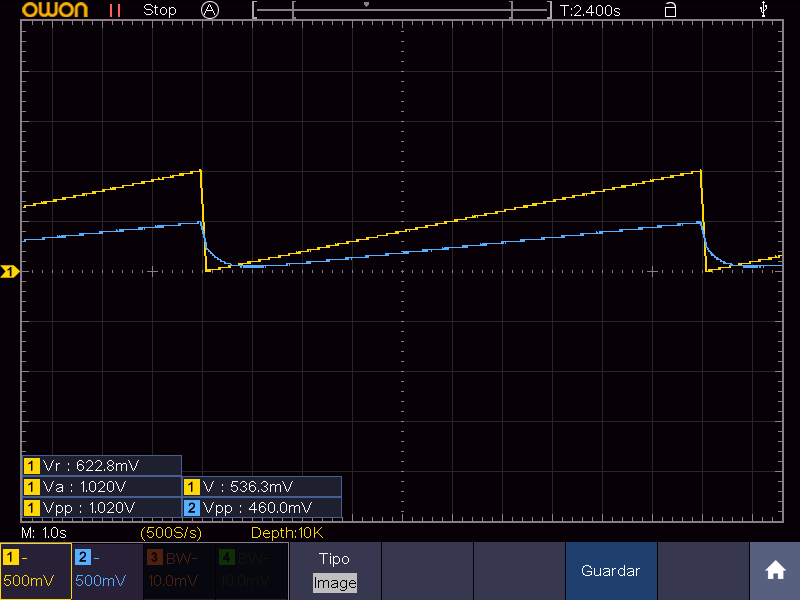 OWON Stop A T:2.400s
1
1 Vr : 622.8mV
1 Va : 1.020V 1 V : 536.3mV
1 Vpp : 1.020V 2 Vpp : 460.0mV
M: 1.0s (500S/s) Depth:10K
1 - 2 - 3 BW- 4 BW- Tipo
500mV 500mV 10.0mV 10.0mV Image Guardar